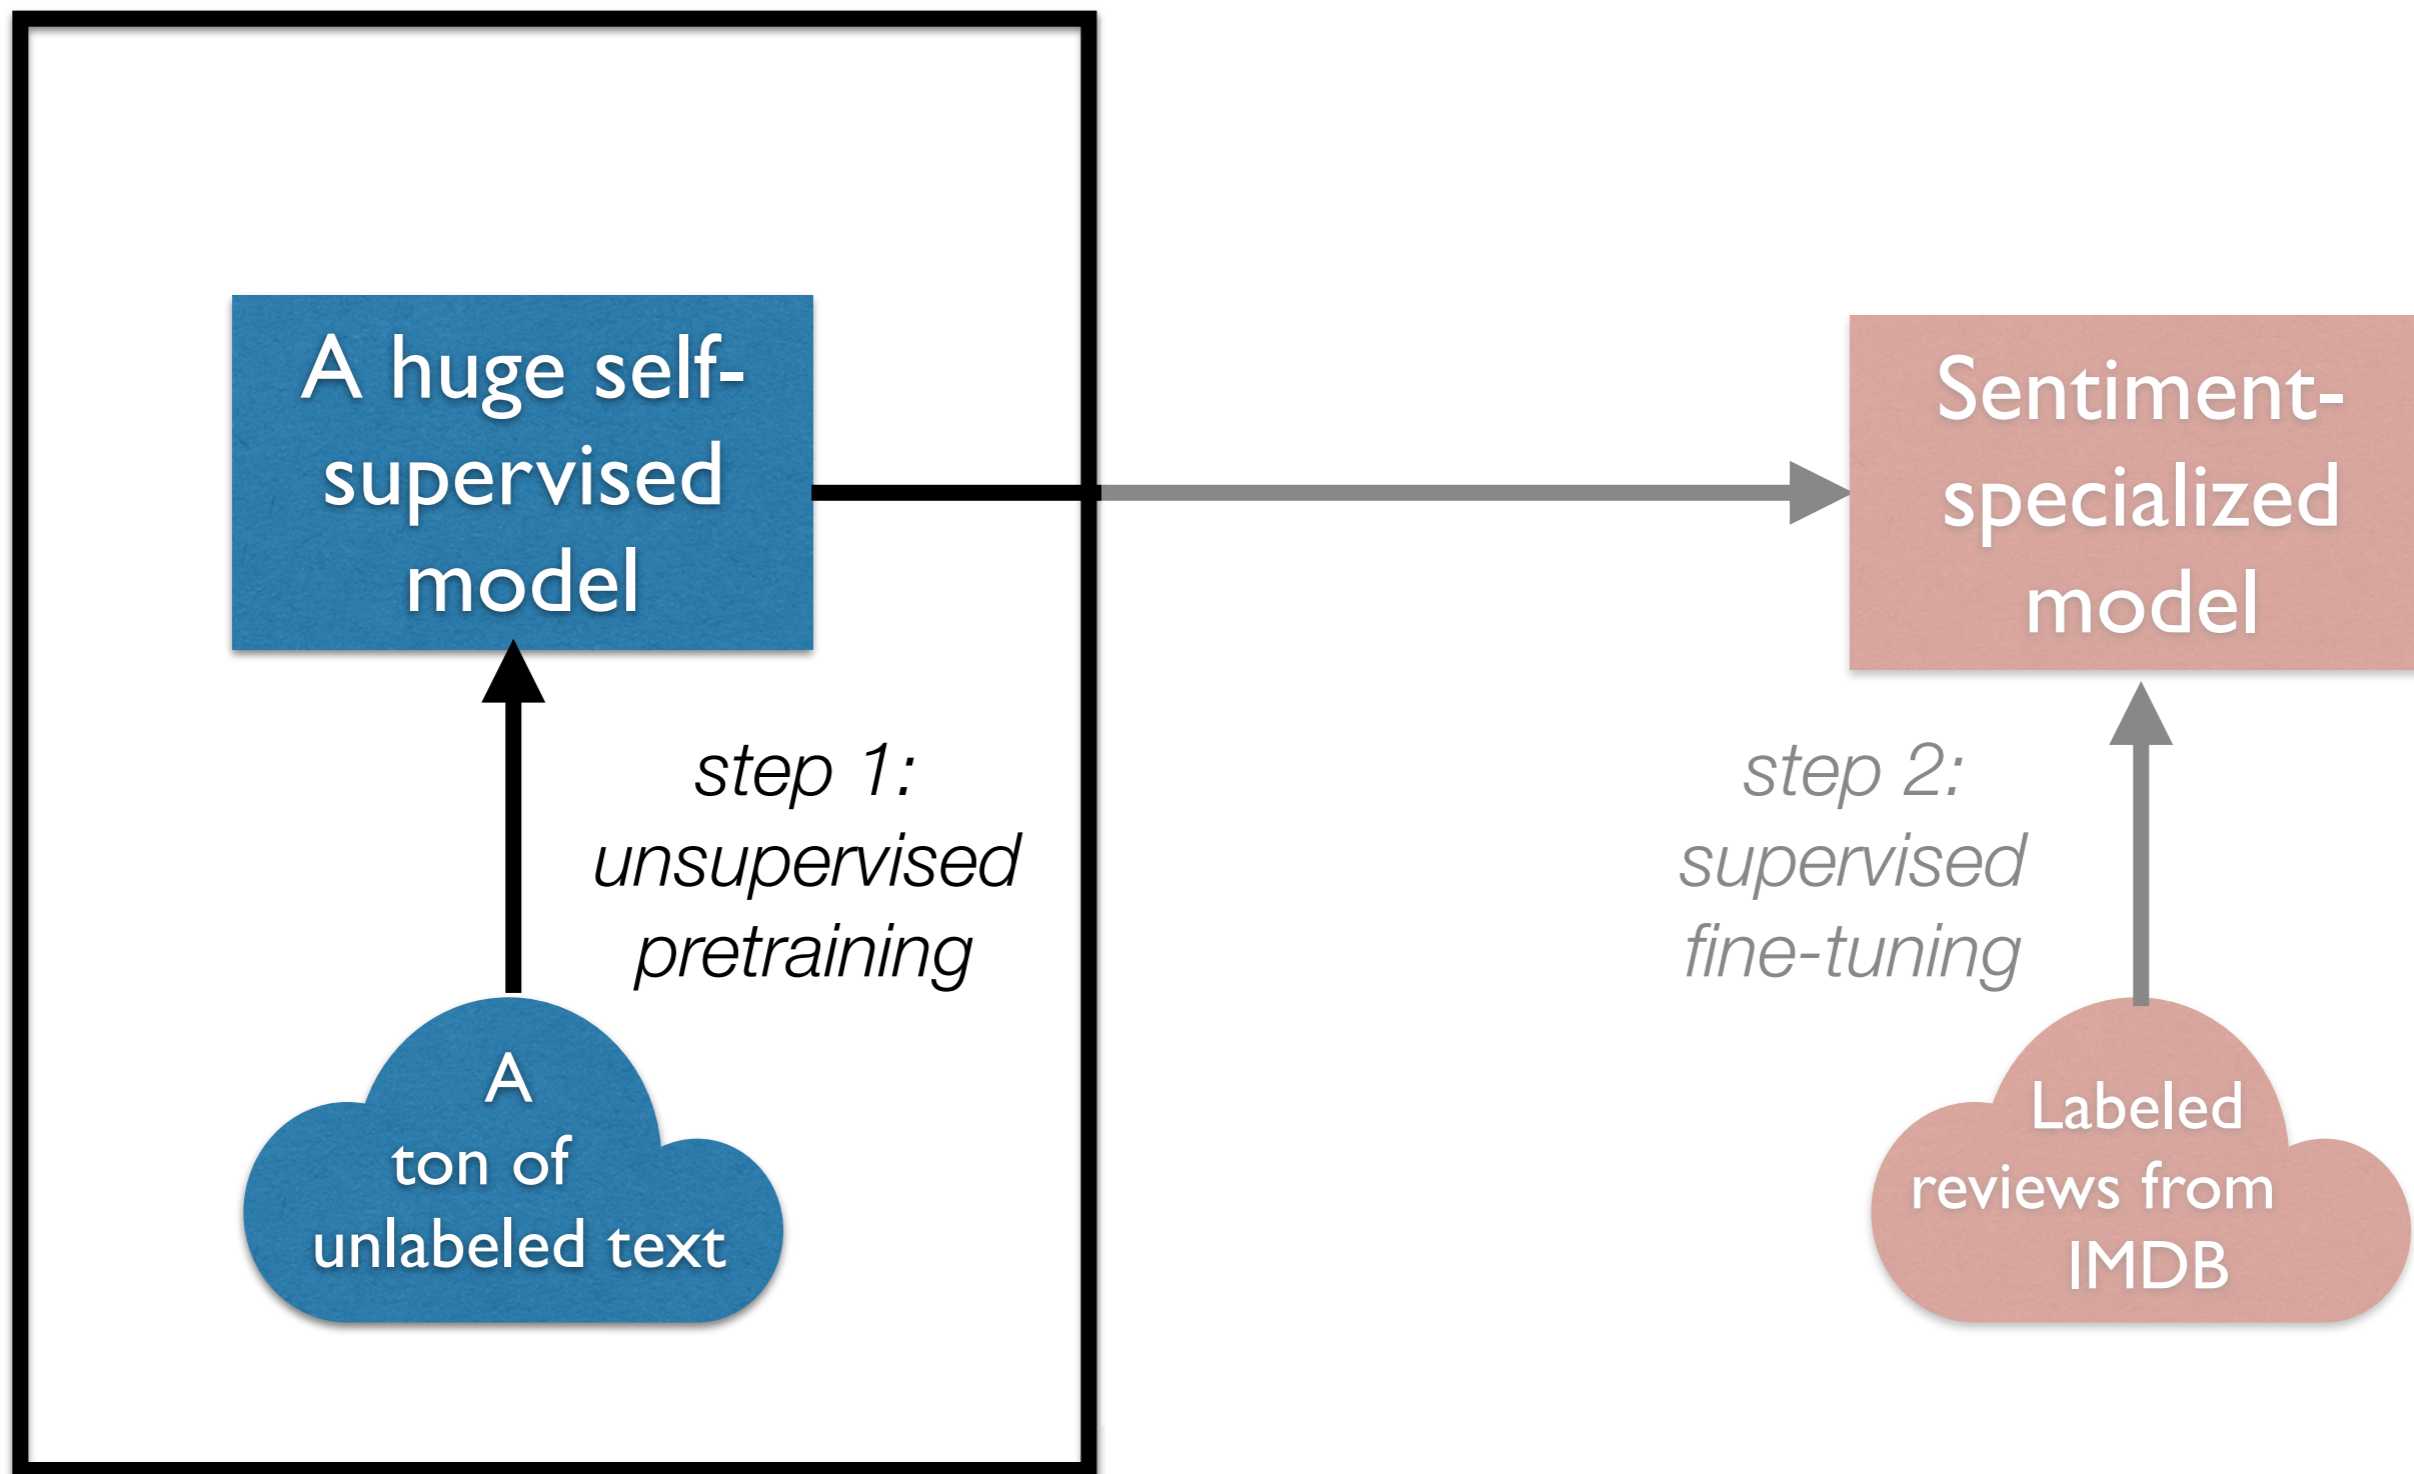 A huge self-
supervised
model
step 1:
unsupervised
pretraining
A
ton of
unlabeled text
Sentiment-
specialized
model
step 2:
supervised
fine-tuning
Labeled
reviews from
IMDB